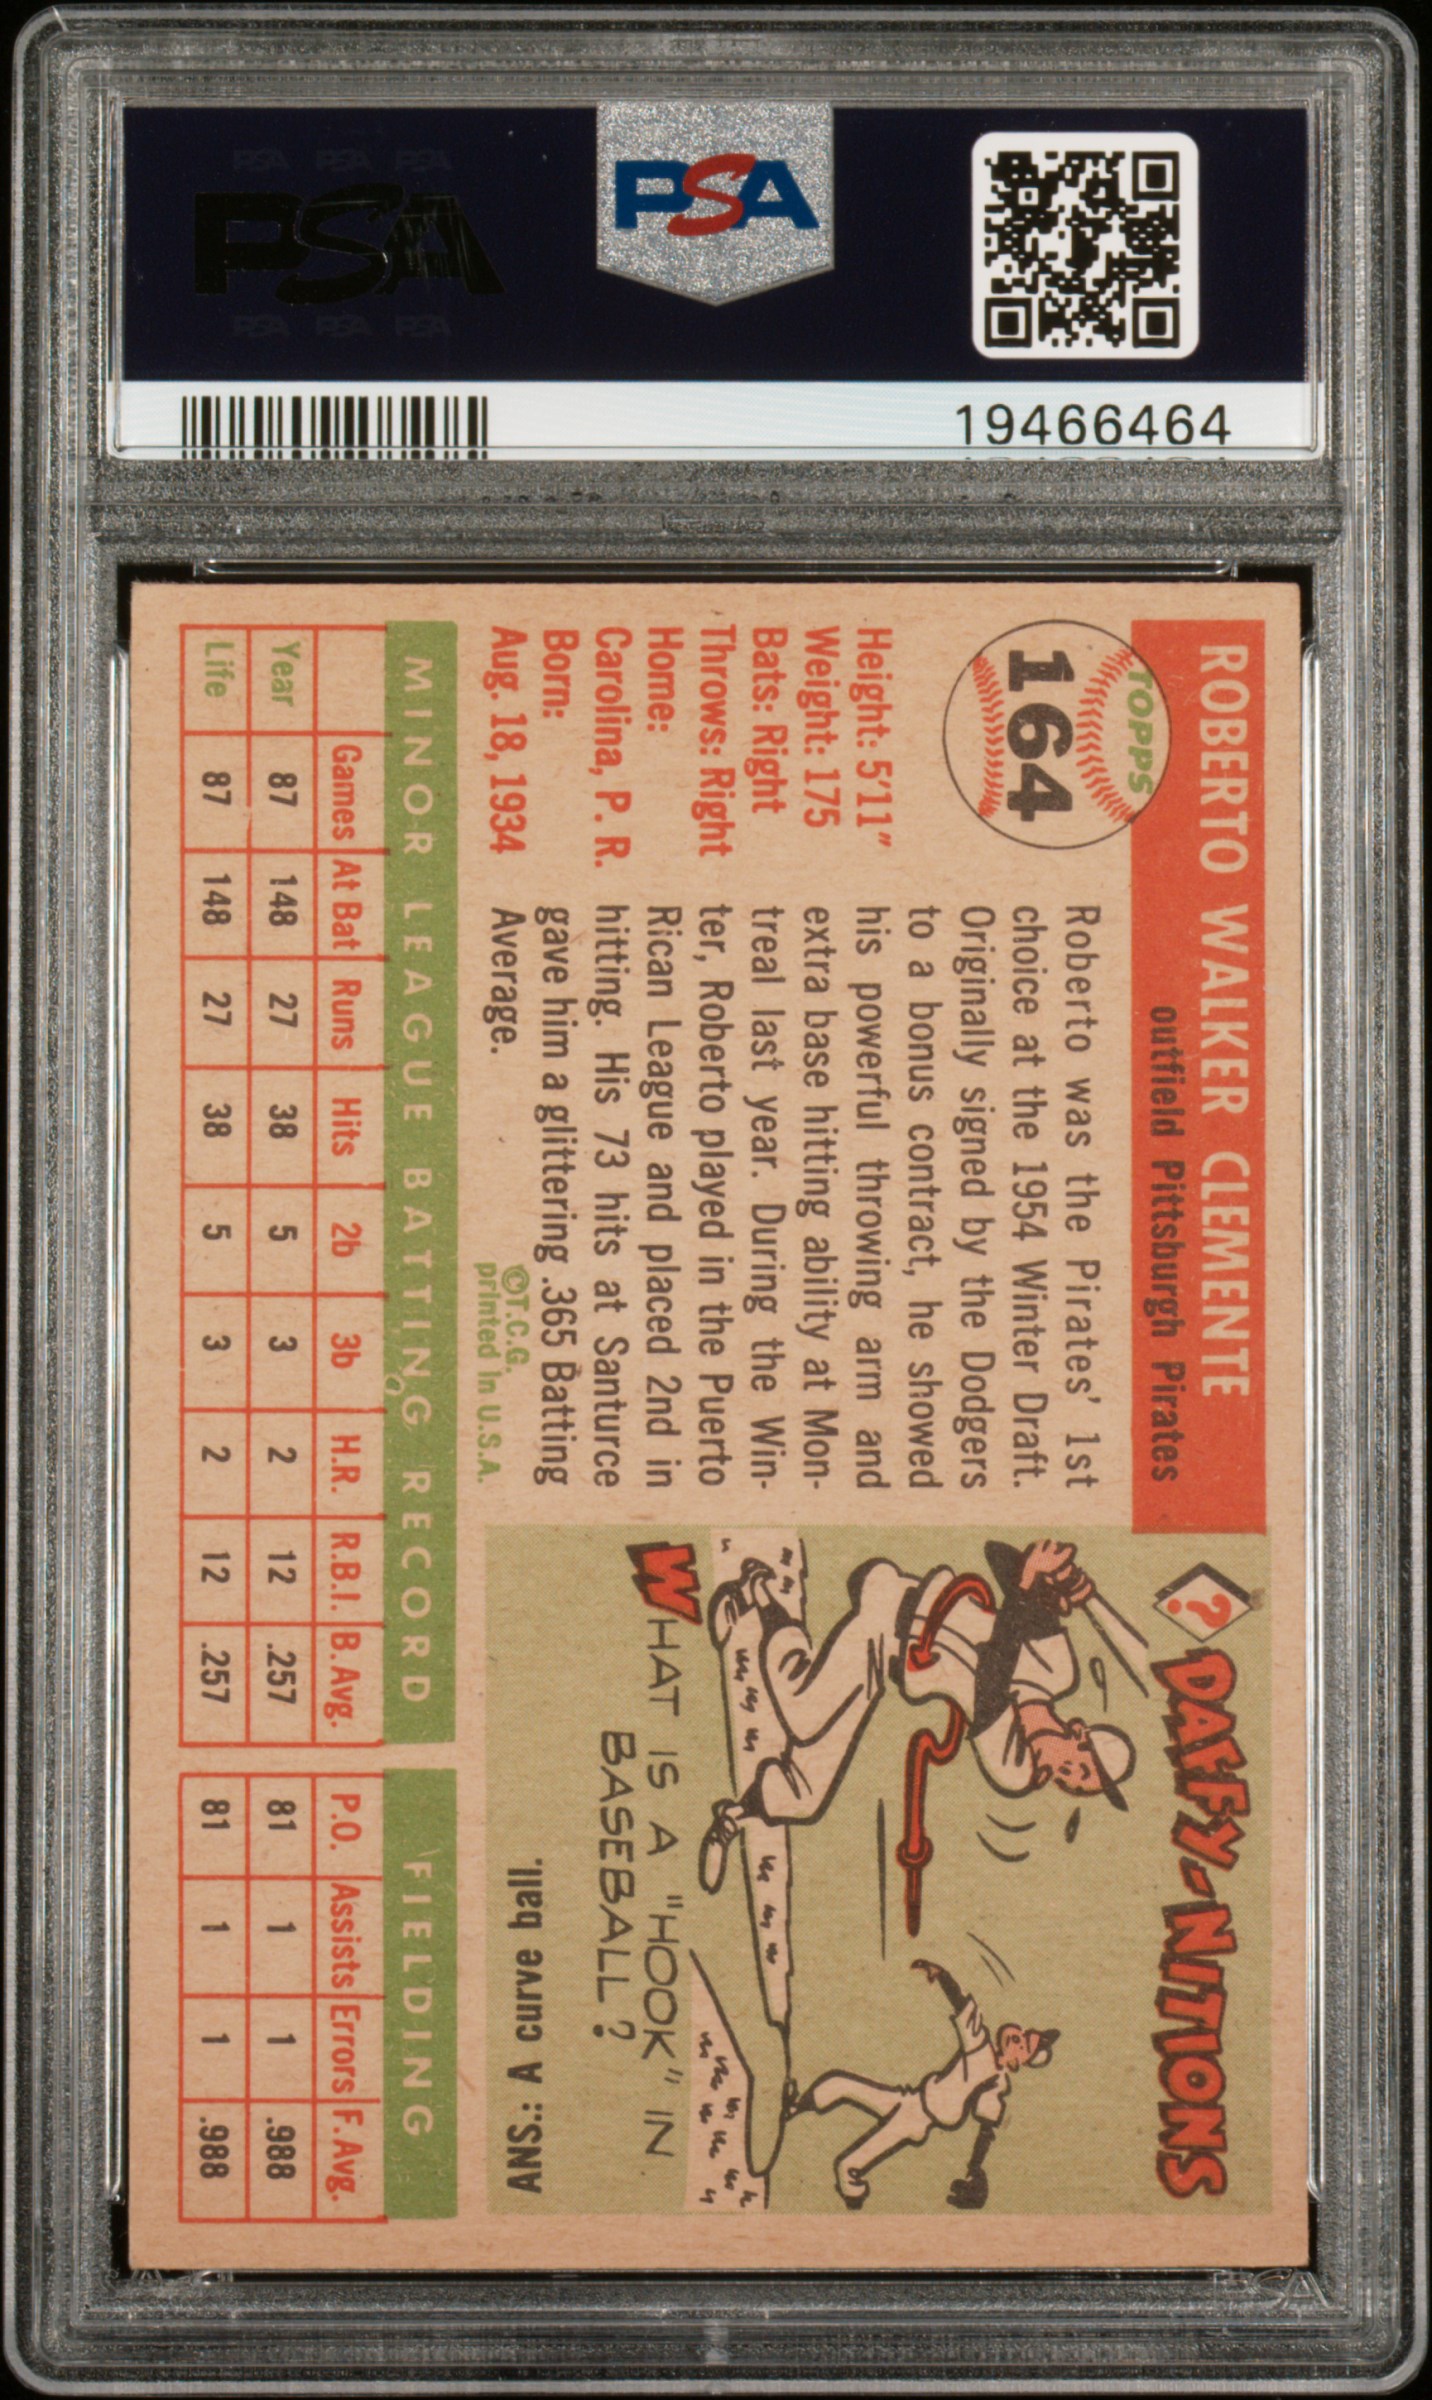 PSA PSA PSA
PSA
PSA PSA PSA
PSA
19466464
ROBERTO WALKER CLEMENTE
outfield Pittsburgh Pirates
TOPPS
164
Height: 5'11"
Weight: 175
Bats: Right
Throws: Right
Home:
Carolina, P. R.
Born:
Aug. 18, 1934
Roberto was the Pirates' 1st
choice at the 1954 Winter Draft.
Originally signed by the Dodgers
to a bonus contract, he showed
his powerful throwing arm and
extra base hitting ability at Mon-
treal last year. During the Win-
ter, Roberto played in the Puerto
Rican League and placed 2nd in
hitting. His 73 hits at Santurce
gave him a glittering .365 Batting
Average.
©T.C.G.
printed in U.S.A.
? DAFFY-NITIONS
WHAT IS A "HOOK" IN
BASEBALL?
ANS.: A curve ball.
MINOR LEAGUE BATTING RECORD FIELDING
Games At Bat Runs Hits 2b 3b H.R. R.B.I. B.Avg. P.O. Assists Errors F.Avg.
Year 87 148 27 38 5 3 2 12 .257 81 1 1 .988
Life 87 148 27 38 5 3 2 12 .257 81 1 1 .988
PSA